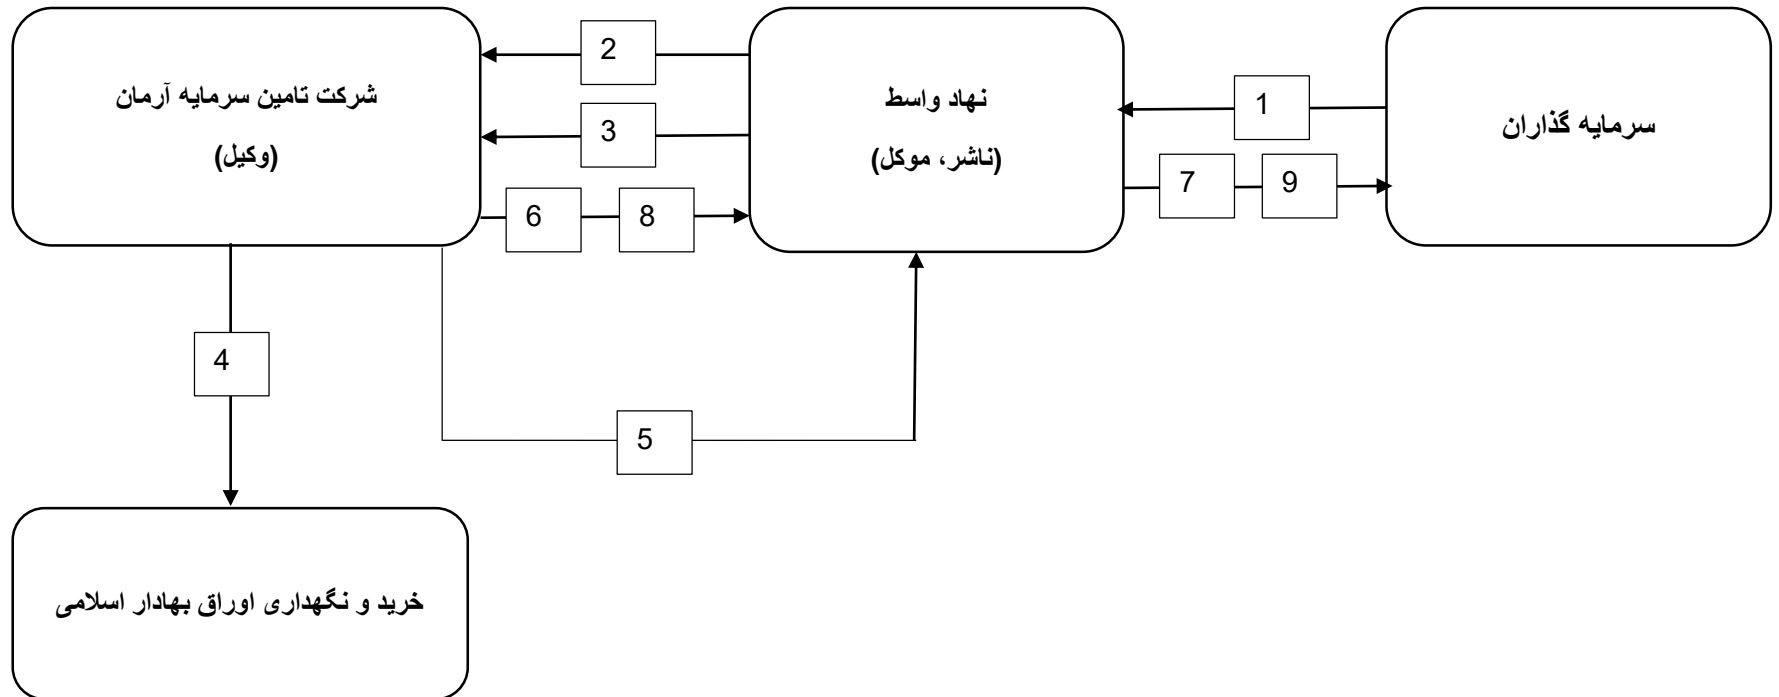 سرمایه گذاران
1
7
9
نهاد واسط
(ناشر، موکل)
2
3
6
8
شرکت تامین سرمایه آرمان
(وکیل)
4
5
خرید و نگهداری اوراق بهادار اسلامی